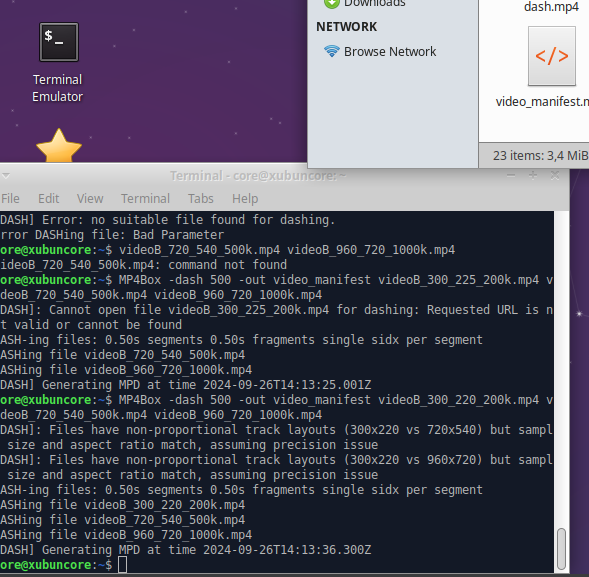 Downloads
NETWORK
Browse Network
dash.mp4
</>
video_manifest.m
23 items: 3,4 MiB
$_
Terminal
Emulator
Terminal - core@xubuncore: ~
File Edit View Terminal Tabs Help
DASH] Error: no suitable file found for dashing.
rror DASHing file: Bad Parameter
ore@xubuncore:~$ videoB_720_540_500k.mp4 videoB_960_720_1000k.mp4
ideoB_720_540_500k.mp4: command not found
ore@xubuncore:~$ MP4Box -dash 500 -out video_manifest videoB_300_225_200k.mp4 v
deoB_720_540_500k.mp4 videoB_960_720_1000k.mp4
DASH]: Cannot open file videoB_300_225_200k.mp4 for dashing: Requested URL is n
t valid or cannot be found
ASH-ing files: 0.50s segments 0.50s fragments single sidx per segment
ASHing file videoB_720_540_500k.mp4
ASHing file videoB_960_720_1000k.mp4
DASH] Generating MPD at time 2024-09-26T14:13:25.001Z
ore@xubuncore:~$ MP4Box -dash 500 -out video_manifest videoB_300_220_200k.mp4 v
deoB_720_540_500k.mp4 videoB_960_720_1000k.mp4
DASH]: Files have non-proportional track layouts (300x220 vs 720x540) but sampl
size and aspect ratio match, assuming precision issue
DASH]: Files have non-proportional track layouts (300x220 vs 960x720) but sampl
size and aspect ratio match, assuming precision issue
ASH-ing files: 0.50s segments 0.50s fragments single sidx per segment
ASHing file videoB_300_220_200k.mp4
ASHing file videoB_720_540_500k.mp4
ASHing file videoB_960_720_1000k.mp4
DASH] Generating MPD at time 2024-09-26T14:13:36.300Z
ore@xubuncore:~$